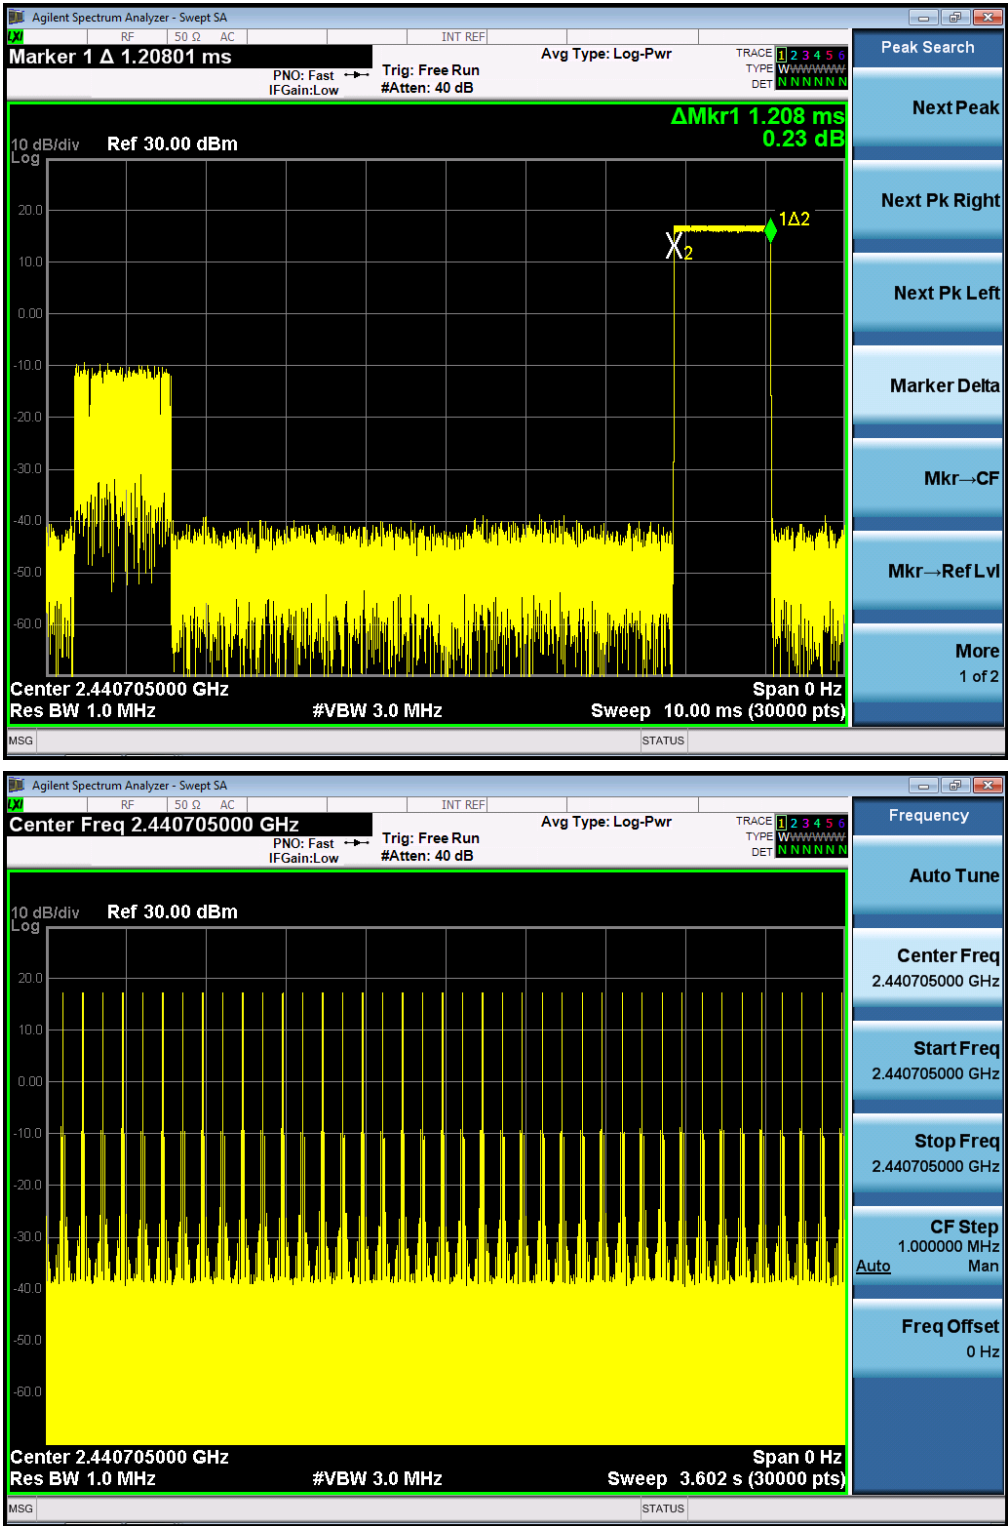 Agilent Spectrum Analyzer - Swept SA
LXI RF 50 Ω AC INT REF
Marker 1 Δ 1.20801 ms
PNO: Fast
IFGain:Low
Trig: Free Run
#Atten: 40 dB
Avg Type: Log-Pwr
TRACE 1 2 3 4 5 6
TYPE WWWWWWW
DET N N N N N N
ΔMkr1 1.208 ms
0.23 dB
10 dB/div Ref 30.00 dBm
Log
20.0
1Δ2
X2
10.0
0.00
-10.0
-20.0
-30.0
-40.0
-50.0
-60.0
Center 2.440705000 GHz Span 0 Hz
Res BW 1.0 MHz #VBW 3.0 MHz Sweep 10.00 ms (30000 pts)
MSG STATUS
Peak Search
Next Peak
Next Pk Right
Next Pk Left
Marker Delta
Mkr→CF
Mkr→Ref Lvl
More
1 of 2
Agilent Spectrum Analyzer - Swept SA
LXI RF 50 Ω AC INT REF
Center Freq 2.440705000 GHz
PNO: Fast
IFGain:Low
Trig: Free Run
#Atten: 40 dB
Avg Type: Log-Pwr
TRACE 1 2 3 4 5 6
TYPE WWWWWWW
DET N N N N N N
10 dB/div Ref 30.00 dBm
Log
20.0
10.0
0.00
-10.0
-20.0
-30.0
-40.0
-50.0
-60.0
Center 2.440705000 GHz Span 0 Hz
Res BW 1.0 MHz #VBW 3.0 MHz Sweep 3.602 s (30000 pts)
MSG STATUS
Frequency
Auto Tune
Center Freq
2.440705000 GHz
Start Freq
2.440705000 GHz
Stop Freq
2.440705000 GHz
CF Step
1.000000 MHz
Auto Man
Freq Offset
0 Hz